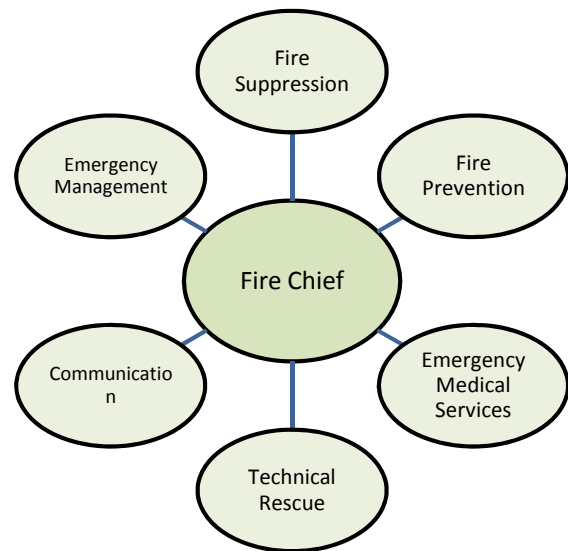 Fire
Suppression
Emergency
Management
Fire
Prevention
Fire Chief
Communicatio
n
Emergency
Medical
Services
Technical
Rescue